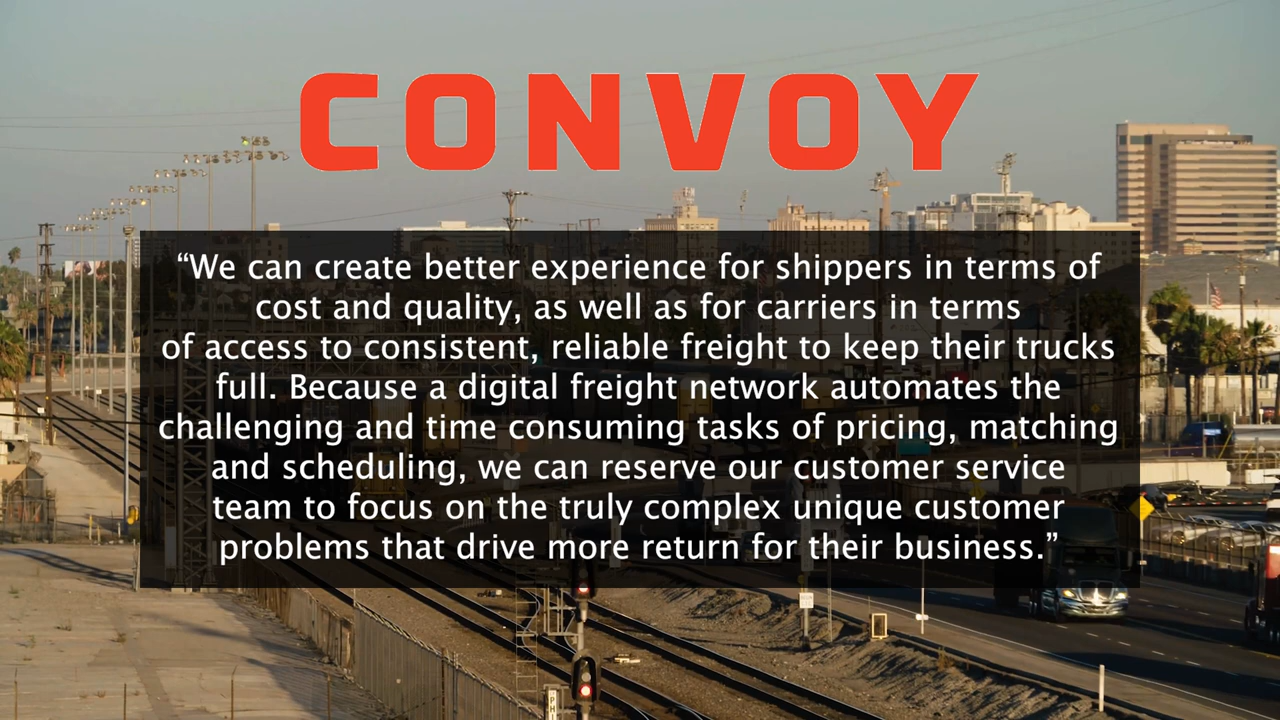 CONVOY
“We can create better experience for shippers in terms of
cost and quality, as well as for carriers in terms
of access to consistent, reliable freight to keep their trucks
full. Because a digital freight network automates the
challenging and time consuming tasks of pricing, matching
and scheduling, we can reserve our customer service
team to focus on the truly complex unique customer
problems that drive more return for their business.”